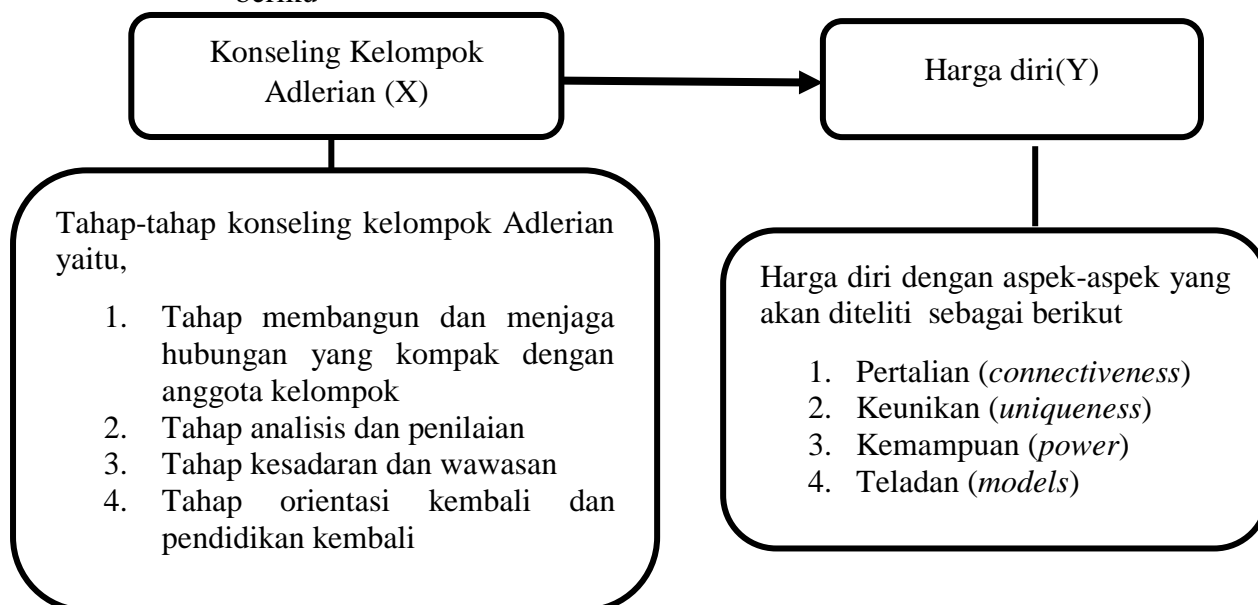 Konseling Kelompok
Adlerian (X)
Harga diri(Y)
Tahap-tahap konseling kelompok Adlerian
yaitu,
1. Tahap membangun dan menjaga
hubungan yang kompak dengan
anggota kelompok
2. Tahap analisis dan penilaian
3. Tahap kesadaran dan wawasan
4. Tahap orientasi kembali dan
pendidikan kembali
Harga diri dengan aspek-aspek yang
akan diteliti sebagai berikut
1. Pertalian (connectiveness)
2. Keunikan (uniqueness)
3. Kemampuan (power)
4. Teladan (models)